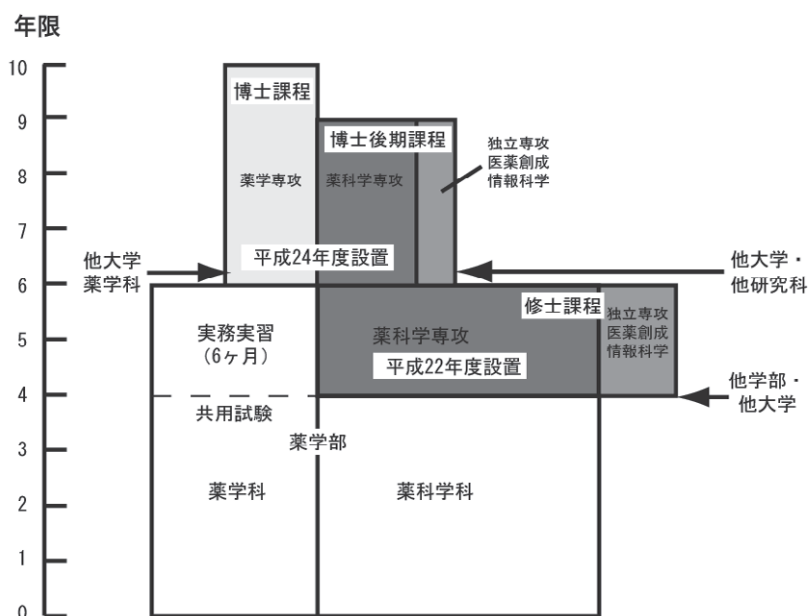 年限
10
9
8
7
6
5
4
3
2
1
0
博士課程
薬学専攻
博士後期課程
薬科学専攻
独立専攻
医薬創成
情報科学
平成24年度設置
他大学
薬学科
他大学・
他研究科
実務実習
(6ヶ月)
修士課程
薬科学専攻
平成22年度設置
独立専攻
医薬創成
情報科学
他学部・
他大学
共用試験
薬学部
薬学科
薬科学科